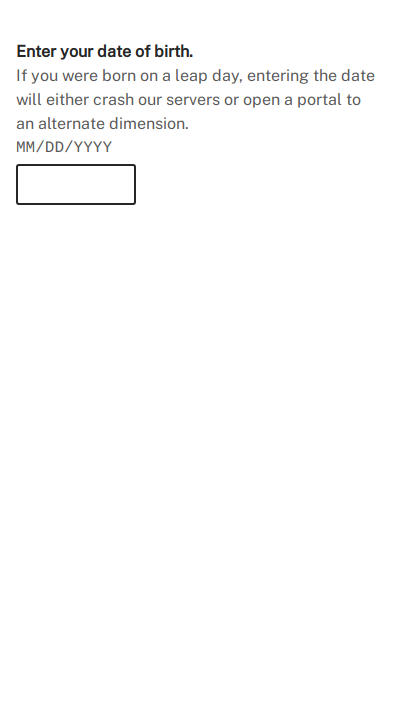 Enter your date of birth.
If you were born on a leap day, entering the date
will either crash our servers or open a portal to
an alternate dimension.
MM/DD/YYYY